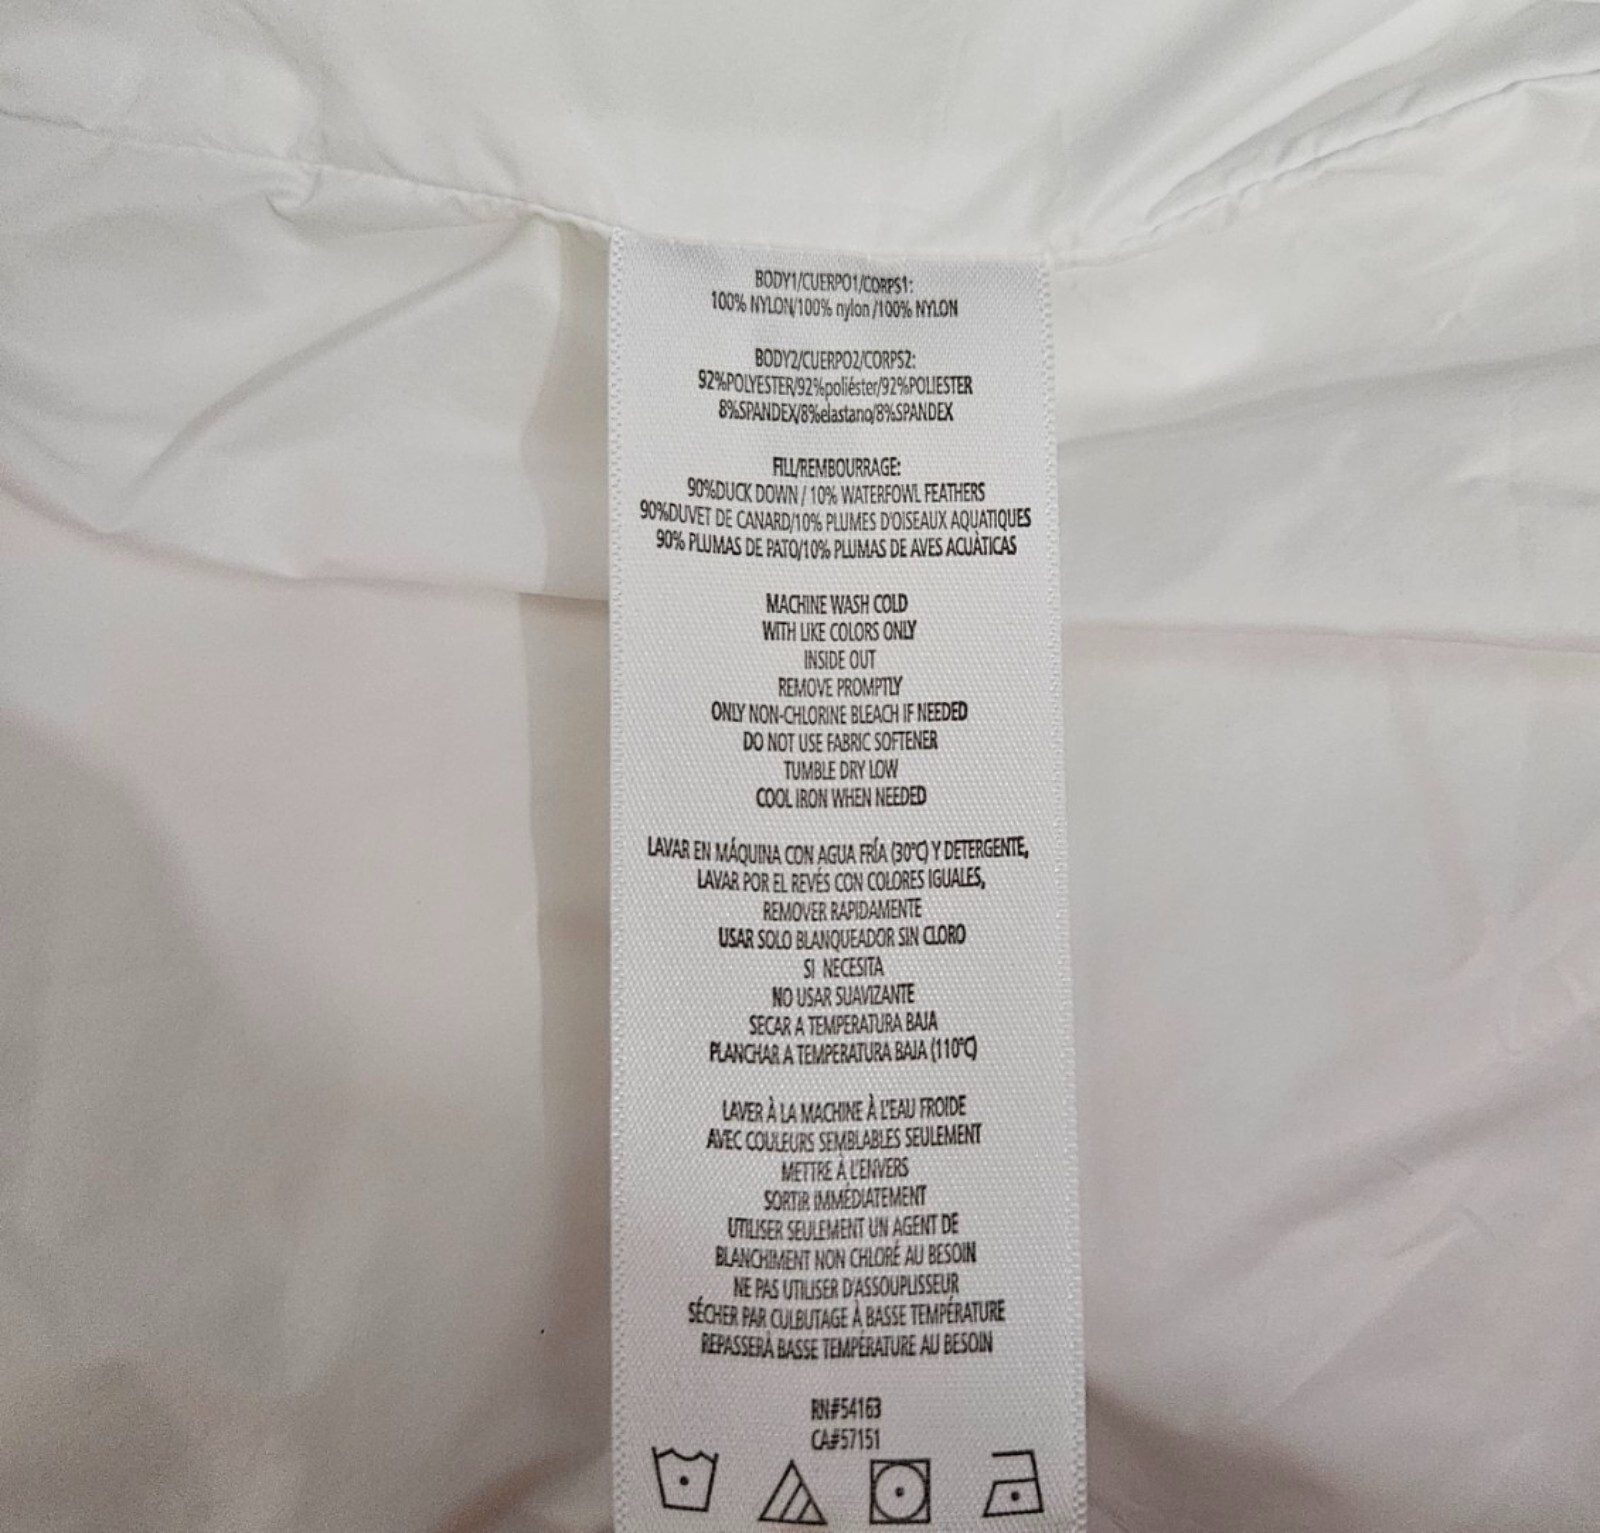 BODY1/CUERPO1/CORPS1:
100% NYLON/100% nylon /100% NYLON
BODY2/CUERPO2/CORPS2:
92%POLYESTER/92%poliéster/92%POLIESTER
8%SPANDEX/8%elastano/8%SPANDEX
FILL/REMBOURRAGE:
90%DUCK DOWN / 10% WATERFOWL FEATHERS
90%DUVET DE CANARD/10% PLUMES D'OISEAUX AQUATIQUES
90% PLUMAS DE PATO/10% PLUMAS DE AVES ACUÀTICAS
MACHINE WASH COLD
WITH LIKE COLORS ONLY
INSIDE OUT
REMOVE PROMPTLY
ONLY NON-CHLORINE BLEACH IF NEEDED
DO NOT USE FABRIC SOFTENER
TUMBLE DRY LOW
COOL IRON WHEN NEEDED
LAVAR EN MÁQUINA CON AGUA FRÍA (30°C) Y DETERGENTE,
LAVAR POR EL REVÉS CON COLORES IGUALES,
REMOVER RAPIDAMENTE
USAR SOLO BLANQUEADOR SIN CLORO
SI NECESITA
NO USAR SUAVIZANTE
SECAR A TEMPERATURA BAJA
PLANCHAR A TEMPERATURA BAJA (110°C)
LAVER À LA MACHINE À L'EAU FROIDE
AVEC COULEURS SEMBLABLES SEULEMENT
METTRE À L'ENVERS
SORTIR IMMÉDIATEMENT
UTILISER SEULEMENT UN AGENT DE
BLANCHIMENT NON CHLORÉ AU BESOIN
NE PAS UTILISER D'ASSOUPLISSEUR
SÉCHER PAR CULBUTAGE À BASSE TEMPÉRATURE
REPASSERÀ BASSE TEMPÉRATURE AU BESOIN
RN#54163
CA#57151